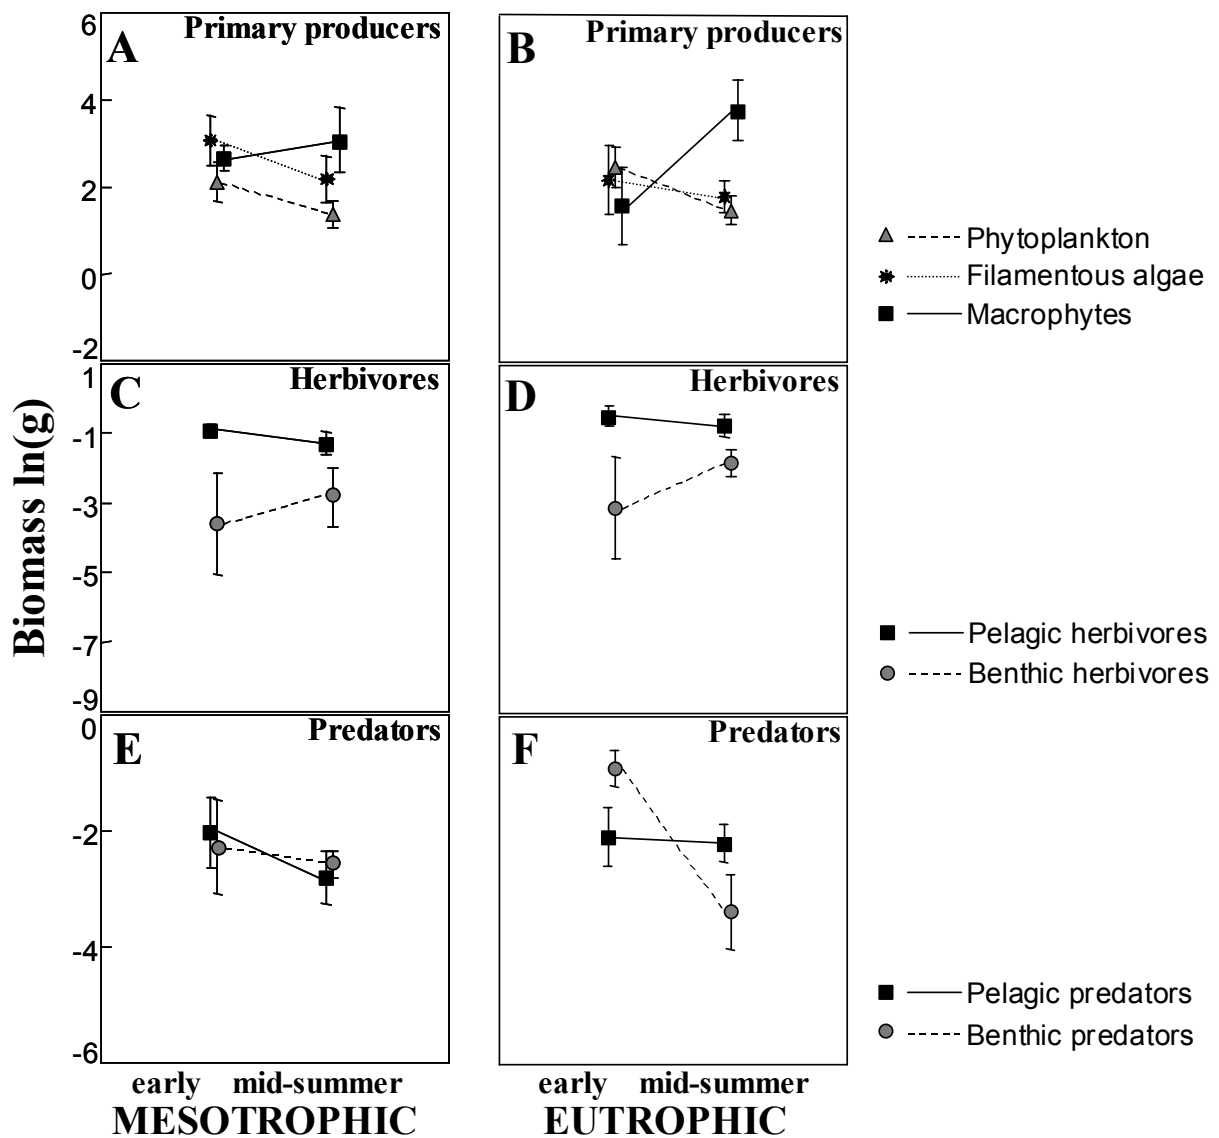 A
Primary producers
B
Primary producers
6
4
2
0
-2
Phytoplankton
Filamentous algae
Macrophytes
C
Herbivores
D
Herbivores
1
-1
-3
-5
-7
-9
Biomass ln(g)
Pelagic herbivores
Benthic herbivores
E
Predators
F
Predators
0
-2
-4
-6
Pelagic predators
Benthic predators
early mid-summer
MESOTROPHIC
early mid-summer
EUTROPHIC